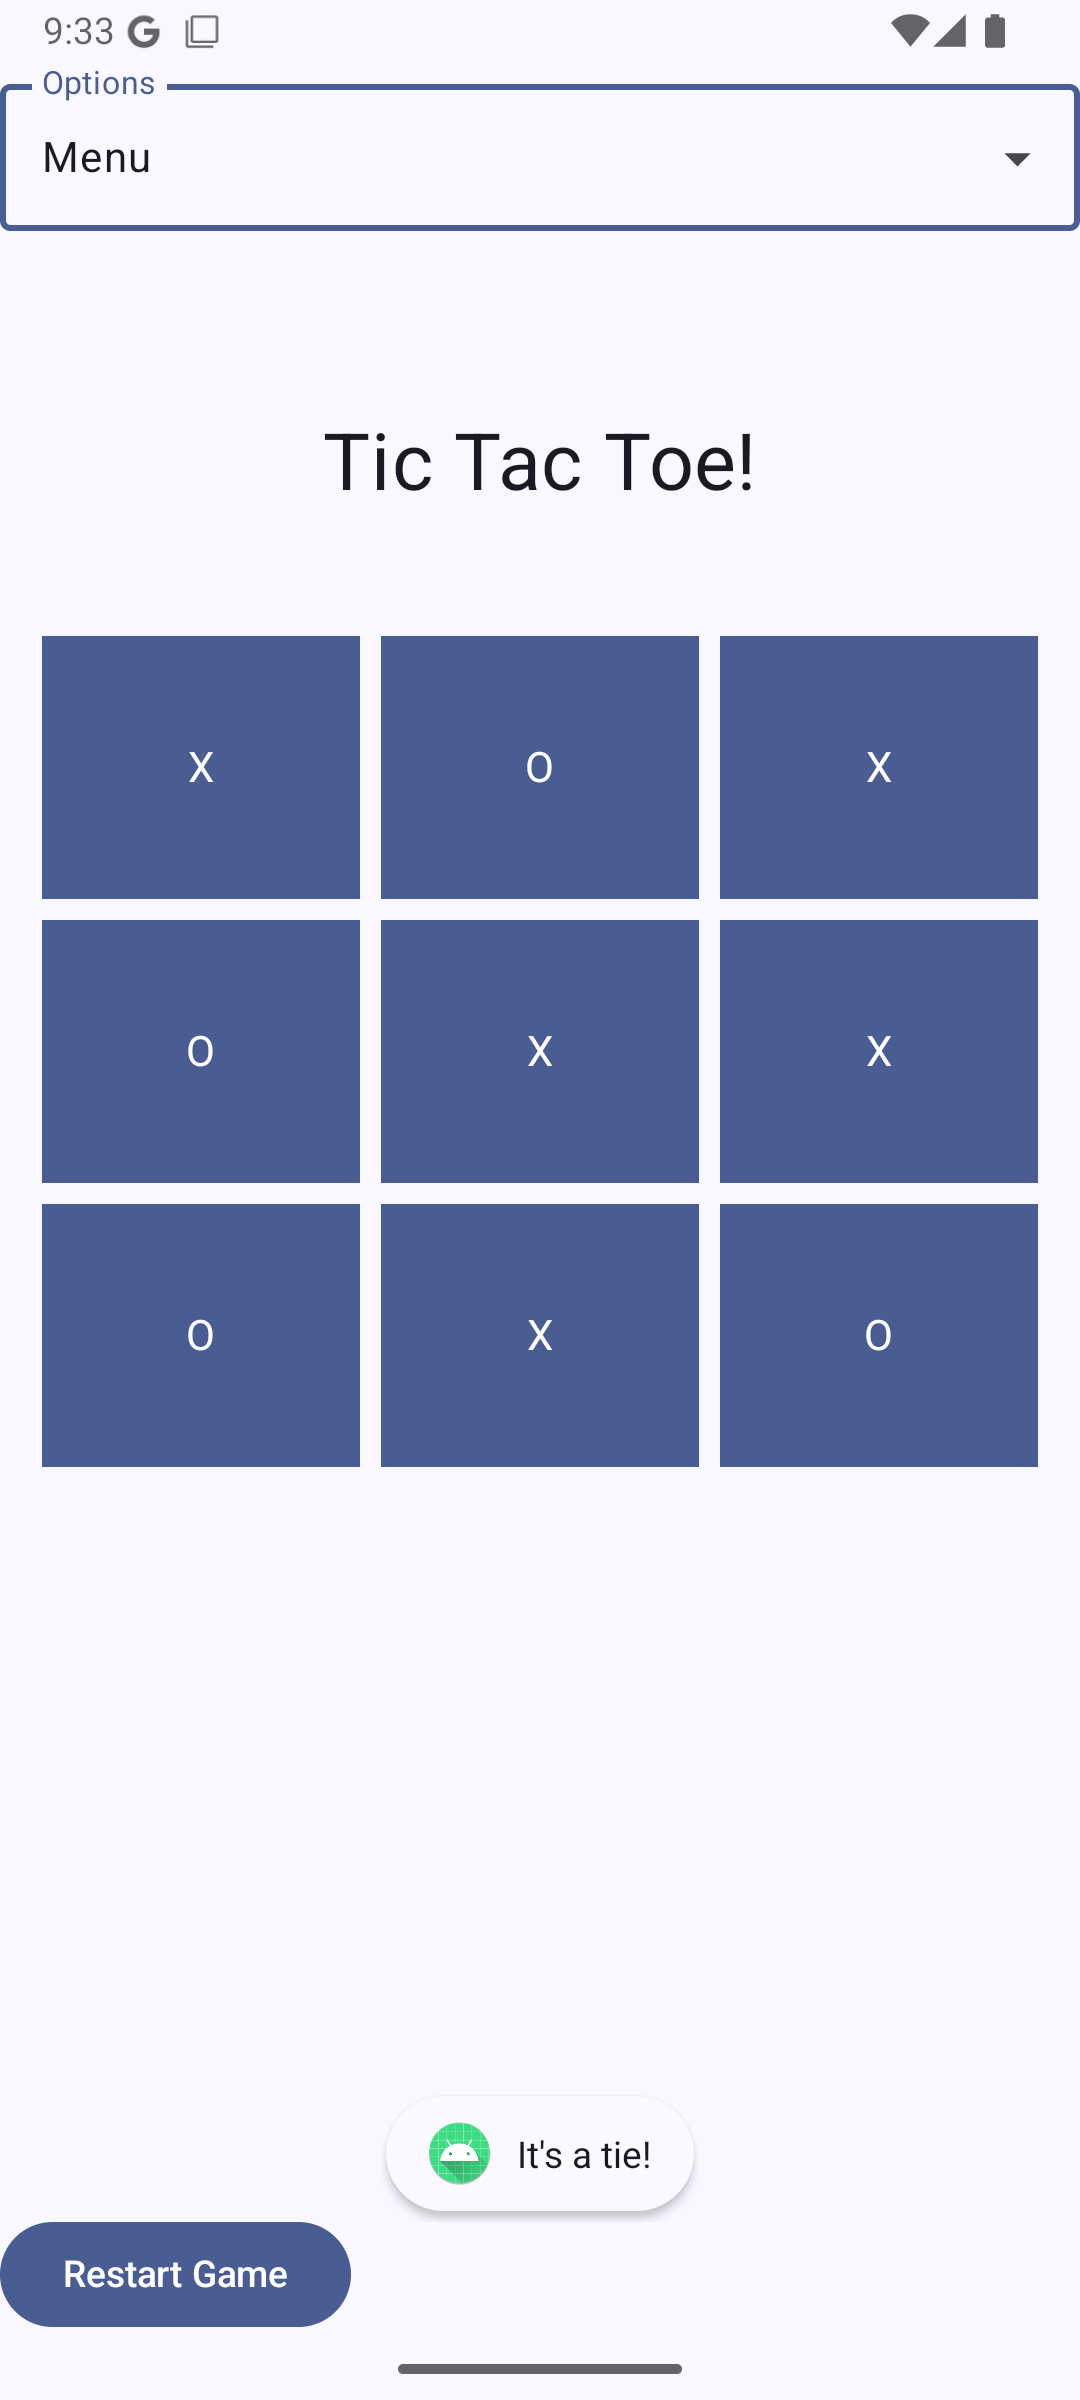 9:33
Options
Menu
Tic Tac Toe!
X O X
O X X
O X O
It's a tie!
Restart Game